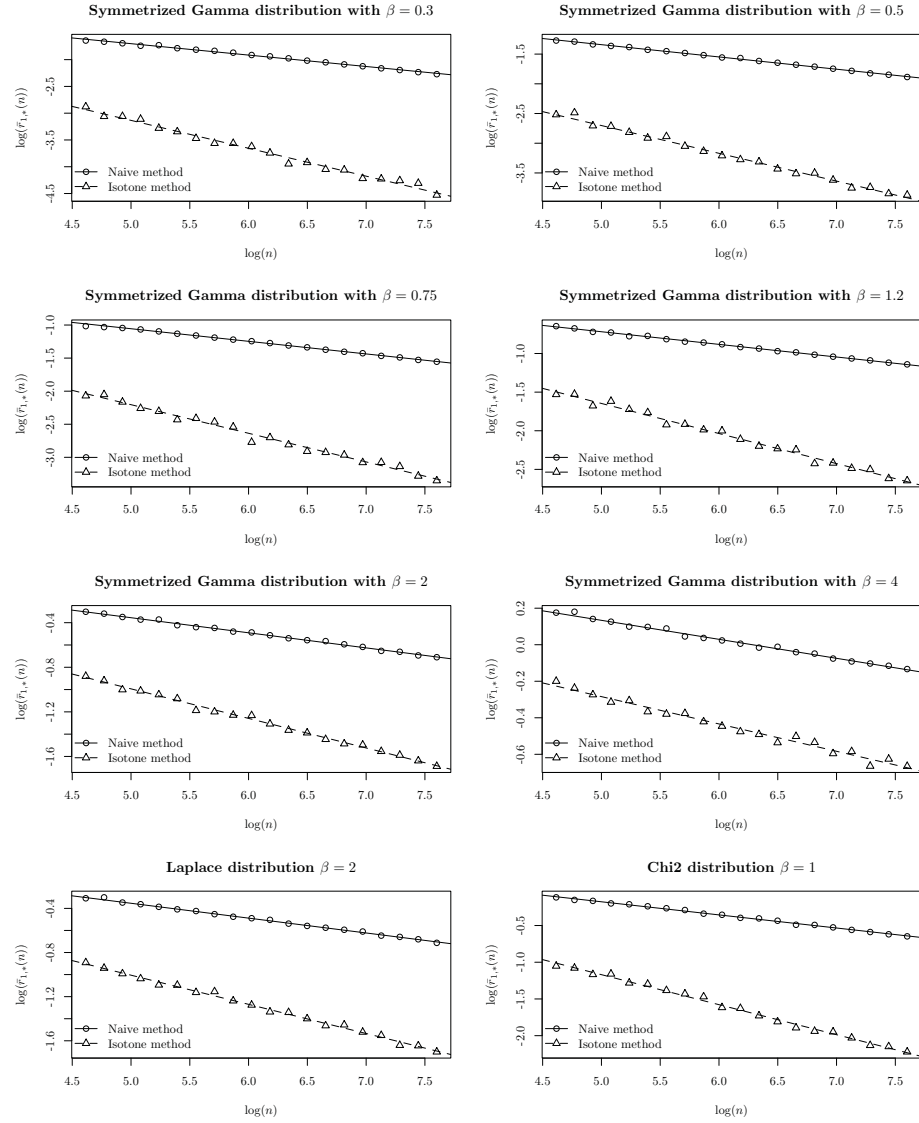 Symmetrized Gamma distribution with β = 0.3
log(r̄₁,∗(n))
-2.5
-3.5
-4.5
Naive method
Isotone method
4.5 5.0 5.5 6.0 6.5 7.0 7.5
log(n)
Symmetrized Gamma distribution with β = 0.5
log(r̄₁,∗(n))
-1.5
-2.5
-3.5
Naive method
Isotone method
4.5 5.0 5.5 6.0 6.5 7.0 7.5
log(n)
Symmetrized Gamma distribution with β = 0.75
log(r̄₁,∗(n))
-1.0
-1.5
-2.0
-2.5
-3.0
Naive method
Isotone method
4.5 5.0 5.5 6.0 6.5 7.0 7.5
log(n)
Symmetrized Gamma distribution with β = 1.2
log(r̄₁,∗(n))
-1.0
-1.5
-2.0
-2.5
Naive method
Isotone method
4.5 5.0 5.5 6.0 6.5 7.0 7.5
log(n)
Symmetrized Gamma distribution with β = 2
log(r̄₁,∗(n))
-0.4
-0.8
-1.2
-1.6
Naive method
Isotone method
4.5 5.0 5.5 6.0 6.5 7.0 7.5
log(n)
Symmetrized Gamma distribution with β = 4
log(r̄₁,∗(n))
0.2
0.0
-0.2
-0.4
-0.6
Naive method
Isotone method
4.5 5.0 5.5 6.0 6.5 7.0 7.5
log(n)
Laplace distribution β = 2
log(r̄₁,∗(n))
-0.4
-0.8
-1.2
-1.6
Naive method
Isotone method
4.5 5.0 5.5 6.0 6.5 7.0 7.5
log(n)
Chi2 distribution β = 1
log(r̄₁,∗(n))
-0.5
-1.0
-1.5
-2.0
Naive method
Isotone method
4.5 5.0 5.5 6.0 6.5 7.0 7.5
log(n)